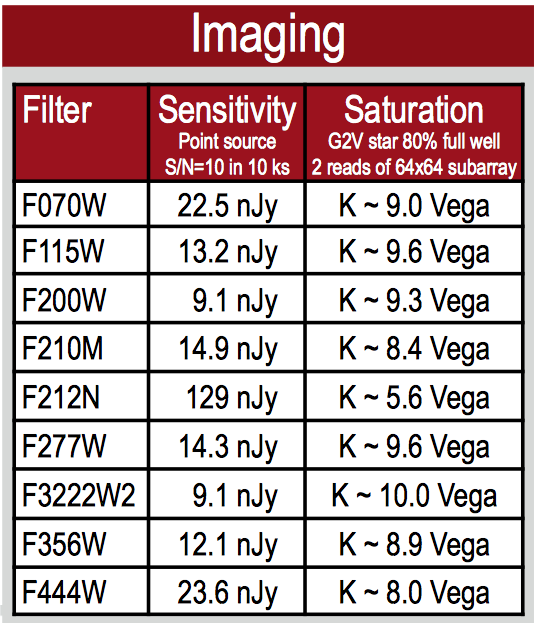 Imaging
Filter Sensitivity Saturation
Point source G2V star 80% full well
S/N=10 in 10 ks 2 reads of 64x64 subarray
F070W 22.5 nJy K ~ 9.0 Vega
F115W 13.2 nJy K ~ 9.6 Vega
F200W 9.1 nJy K ~ 9.3 Vega
F210M 14.9 nJy K ~ 8.4 Vega
F212N 129 nJy K ~ 5.6 Vega
F277W 14.3 nJy K ~ 9.6 Vega
F3222W2 9.1 nJy K ~ 10.0 Vega
F356W 12.1 nJy K ~ 8.9 Vega
F444W 23.6 nJy K ~ 8.0 Vega